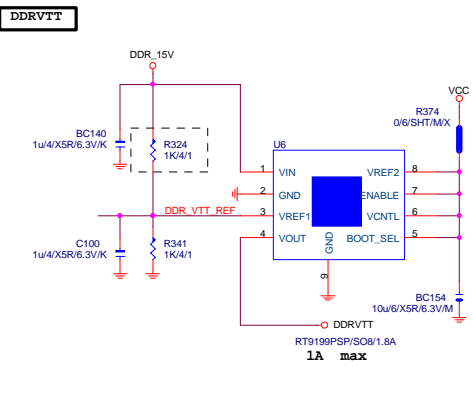 DDRVTT
DDR_15V
VCC
R374
0/6/SHT/M/X
BC140
1u/4/X5R/6.3V/K
R324
1K/4/1
U6
1 VIN VREF2 8
2 GND ENABLE 7
DDR_VTT_REF 3 VREF1 VCNTL 6
4 VOUT BOOT_SEL 5
GND
9
C100
1u/4/X5R/6.3V/K
R341
1K/4/1
BC154
10u/6/X5R/6.3V/M
DDRVTT
RT9199PSP/SO8/1.8A
1A max